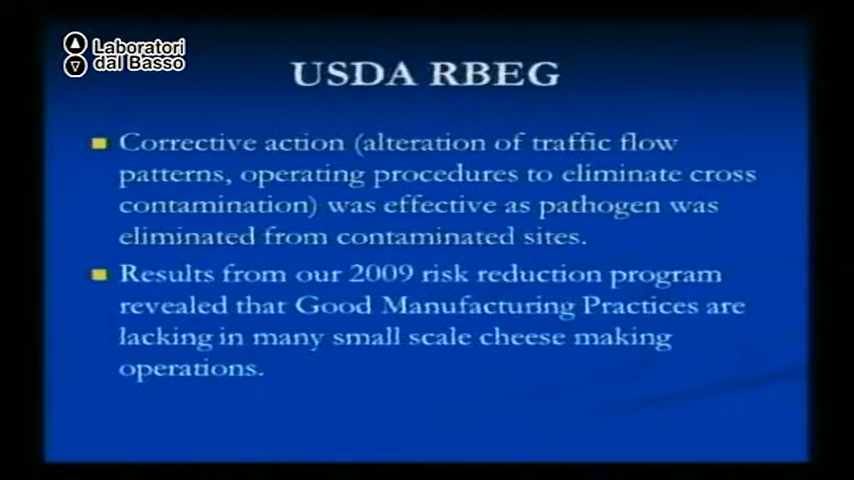 Laboratori
dal Basso
USDA RBEG
Corrective action (alteration of traffic flow
patterns, operating procedures to eliminate cross
contamination) was effective as pathogen was
eliminated from contaminated sites.
Results from our 2009 risk reduction program
revealed that Good Manufacturing Practices are
lacking in many small scale cheese making
operations.